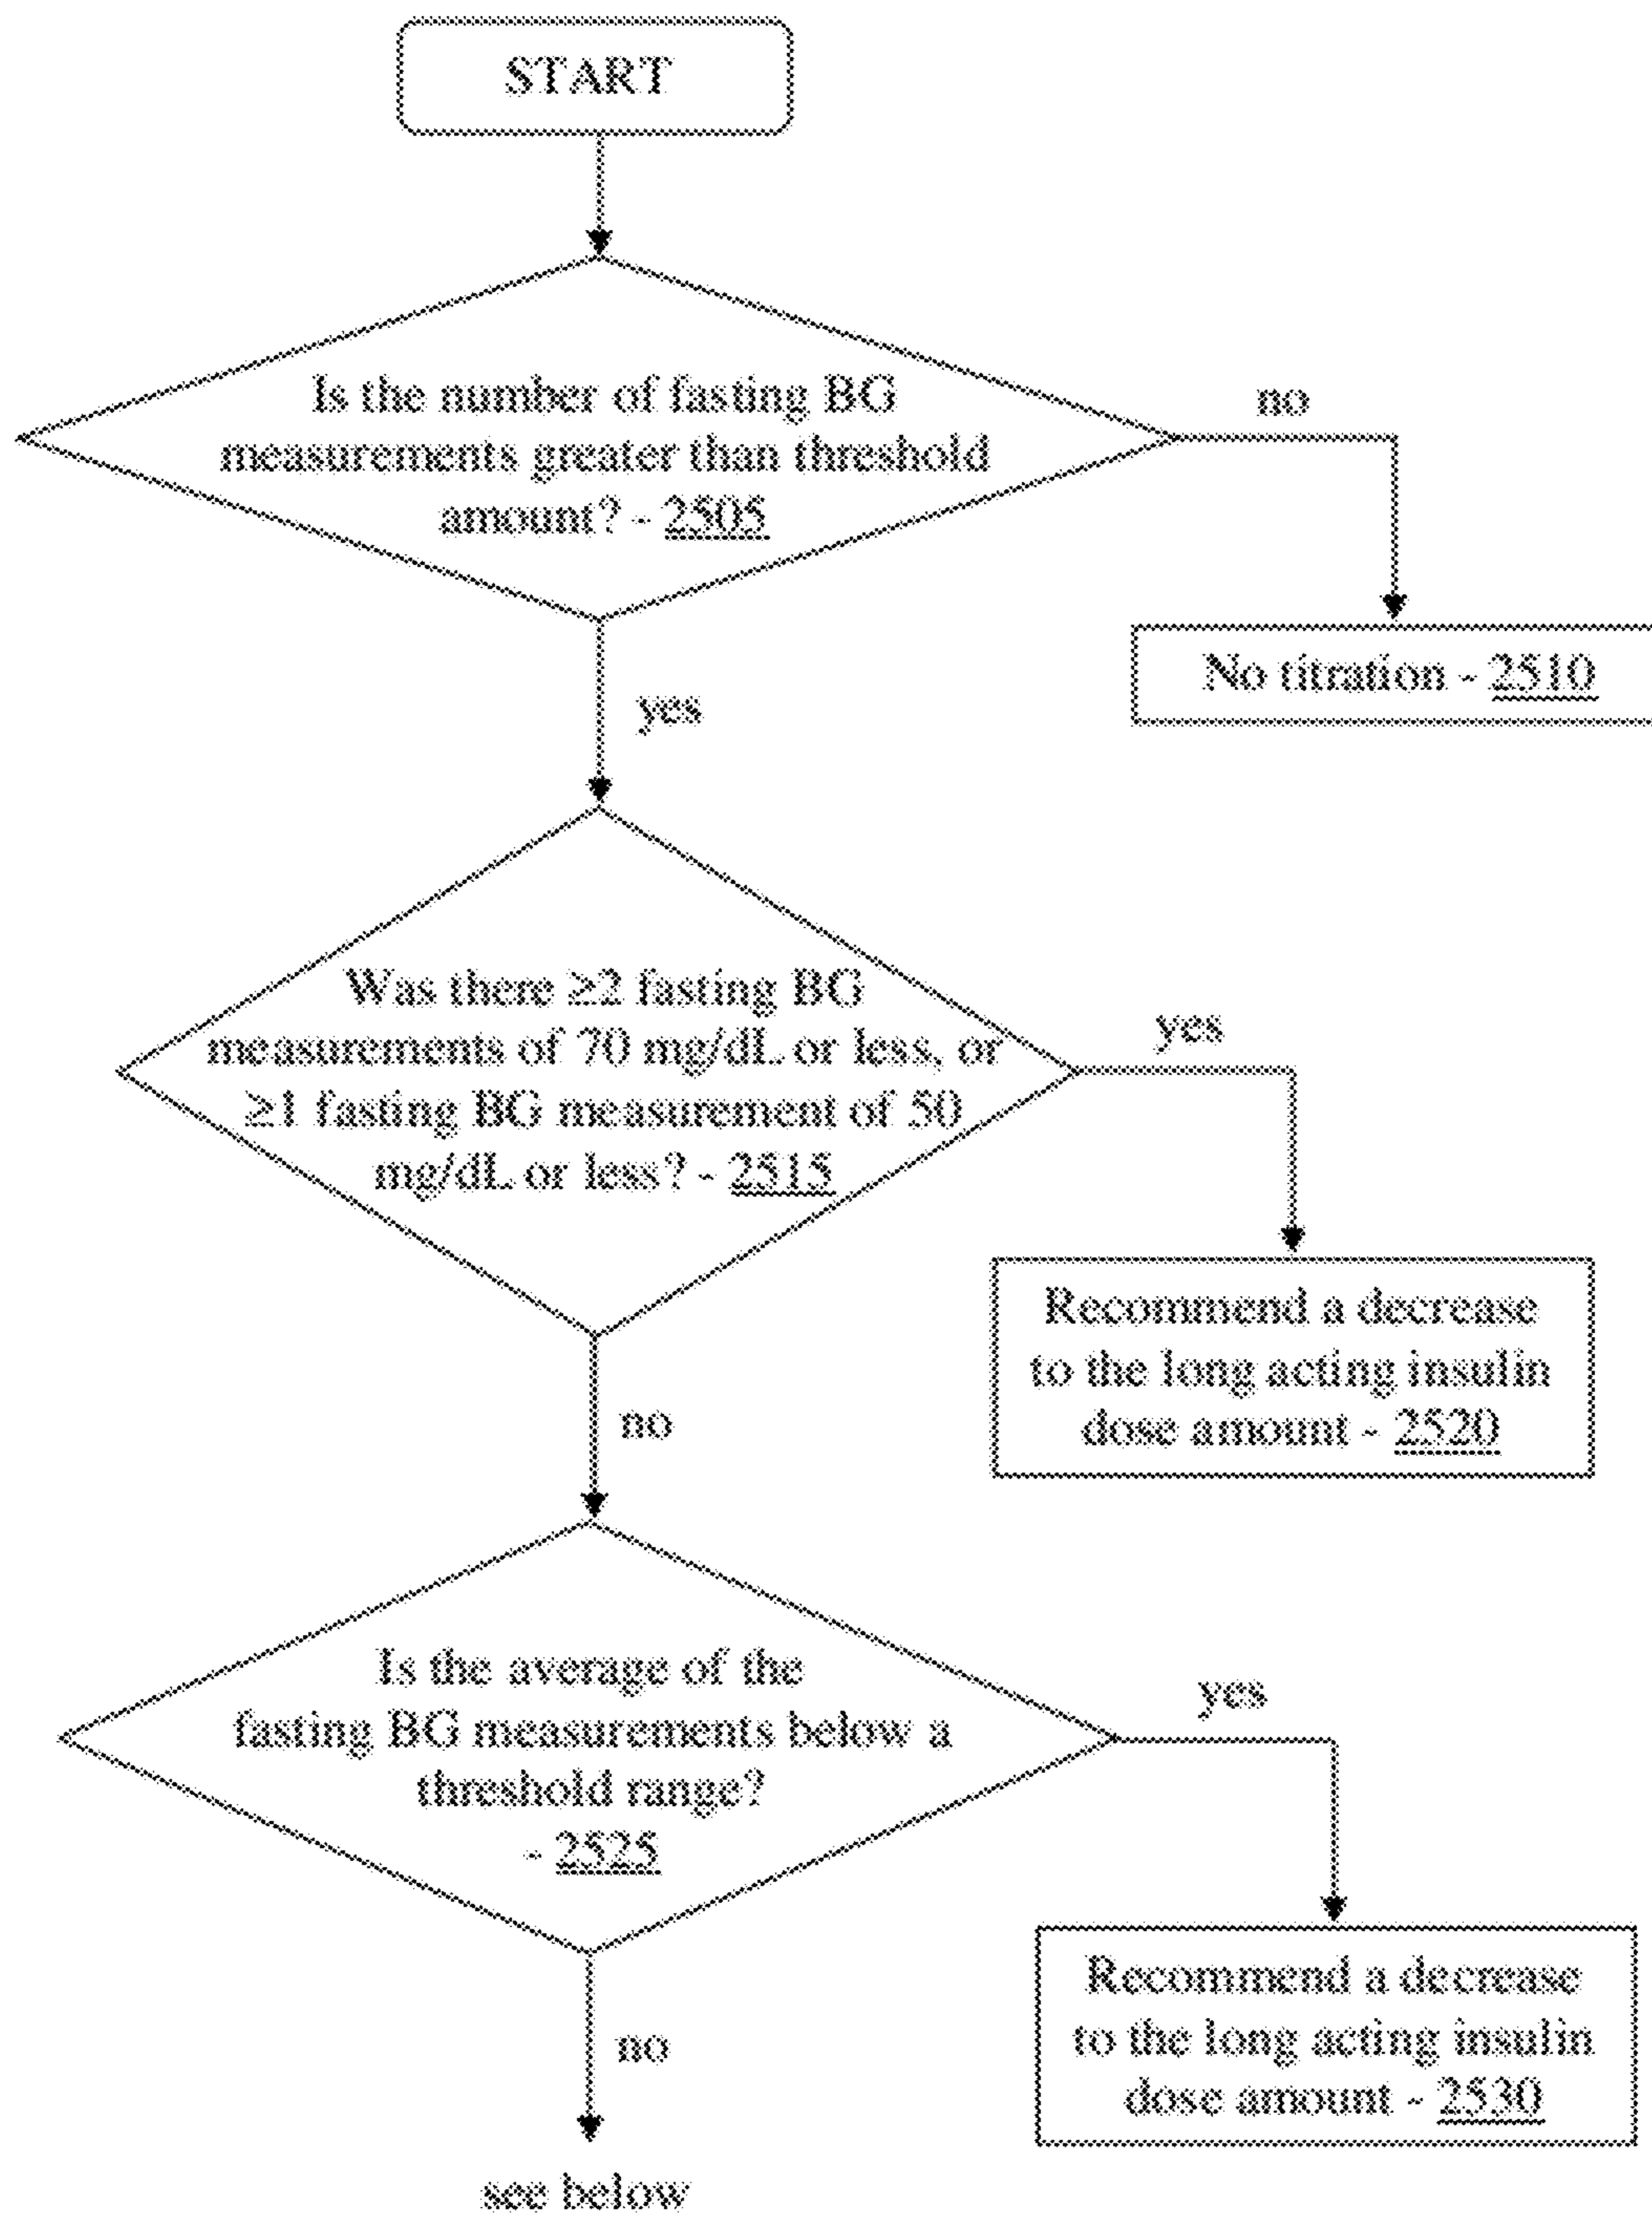 START
Is the number of fasting BG
measurements greater than threshold
amount? - 2505
no
No titration - 2510
yes
Was there ≥2 fasting BG
measurements of 70 mg/dL or less, or
≥1 fasting BG measurement of 50
mg/dL or less? - 2515
yes
Recommend a decrease
to the long acting insulin
dose amount - 2520
no
Is the average of the
fasting BG measurements below a
threshold range?
- 2525
yes
Recommend a decrease
to the long acting insulin
dose amount - 2530
no
see below